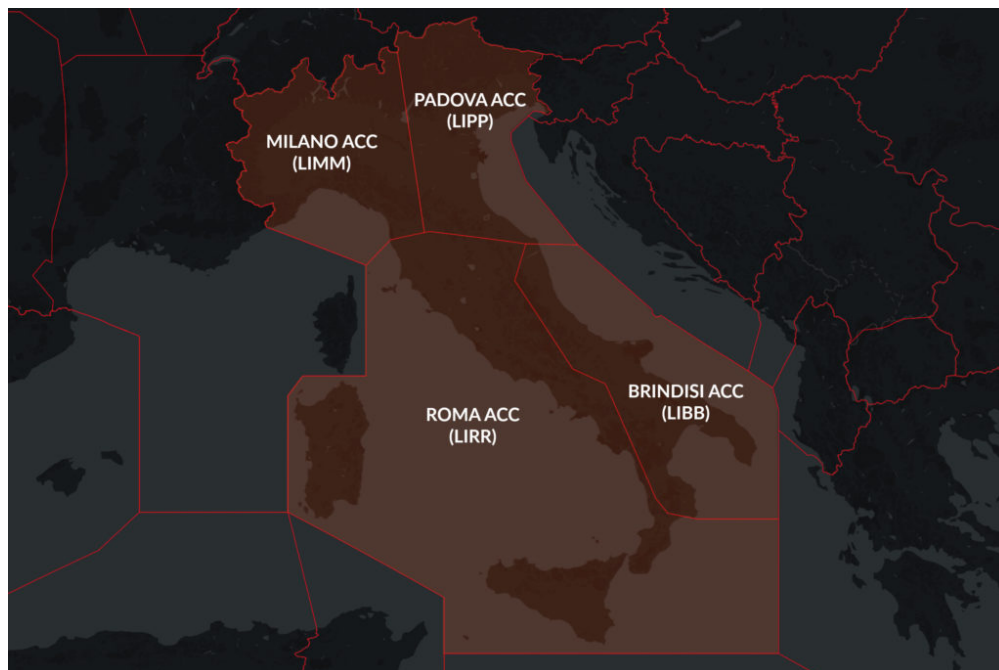 PADOVA ACC
(LIPP)
MILANO ACC
(LIMM)
BRINDISI ACC
(LIBB)
ROMA ACC
(LIRR)